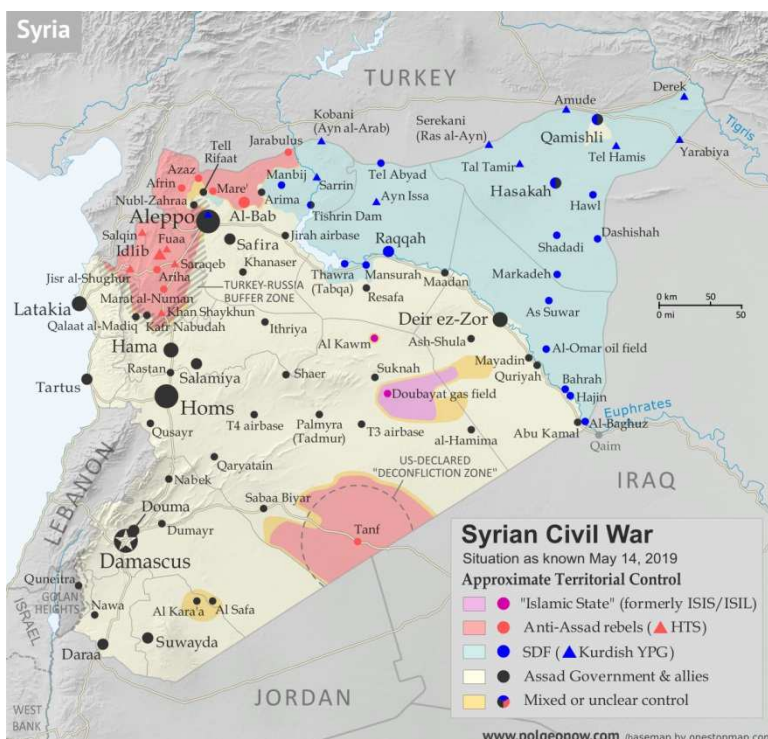 Syria
TURKEY
Derek
Amude
Kobani
(Ayn al-Arab)
Serekani
(Ras al-Ayn)
Tigris
Qamishli
Jarabulus
Tell
Rifaat
Tel Hamis
Yarabiya
Azaz
Manbij
Tal Tamir
Afrin
Mare'
Sarrin
Tel Abyad
Hasakah
Nubl-Zahraa
Arima
Ayn Issa
Hawl
Aleppo
Al-Bab
Tishrin Dam
Salqin
Fuaa
Jirah airbase
Raqqah
Dashishah
Idlib
Safira
Shadadi
Saraqeb
Khanaser
Jisr al-Shughur
Ariha
Thawra
(Tabqa)
Mansurah
Maadan
Markadeh
Marat al-Numan
TURKEY-RUSSIA
BUFFER ZONE
Resafa
0 km
50
0 mi
50
Latakia
Khan Shaykhun
As Suwar
Qalaat al-Madiq
Kafr Nabudah
Ithriya
Deir ez-Zor
Al Kawm
Ash-Shula
Hama
Al-Omar oil field
Rastan
Salamiya
Shaer
Suknah
Mayadin
Quriyah
Tartus
Homs
Doubayat gas field
Bahrah
Hajin
Euphrates
Al-Baghuz
Qusayr
T4 airbase
Palmyra
(Tadmur)
T3 airbase
al-Hamima
Abu Kamal
Qaim
Qaryatain
US-DECLARED
"DECONFLICTION ZONE"
IRAQ
LEBANON
Nabek
Douma
Sabaa Biyar
Dumayr
Tanf
Damascus
Quneitra
GOLAN
HEIGHTS
Al Kara'a
Al Safa
Nawa
ISRAEL
Suwayda
Daraa
JORDAN
WEST
BANK
Syrian Civil War
Situation as known May 14, 2019
Approximate Territorial Control
"Islamic State" (formerly ISIS/ISIL)
Anti-Assad rebels ( HTS)
SDF ( Kurdish YPG)
Assad Government & allies
Mixed or unclear control
www.polgeonow.com (basemap by onestopmap.com